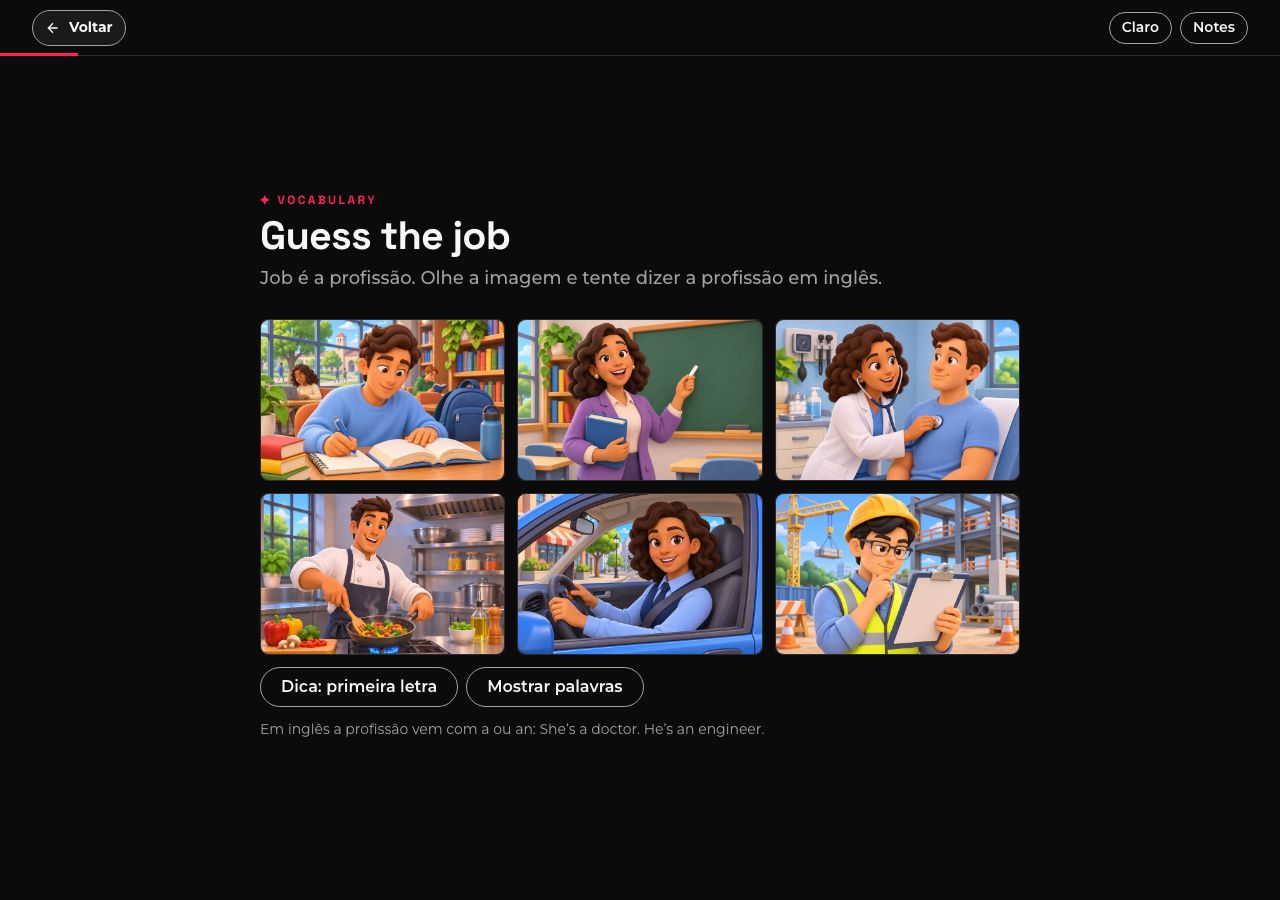 Voltar
Claro
Notes
VOCABULARY
Guess the job
Job é a profissão. Olhe a imagem e tente dizer a profissão em inglês.
Dica: primeira letra
Mostrar palavras
Em inglês a profissão vem com a ou an: She's a doctor. He's an engineer.